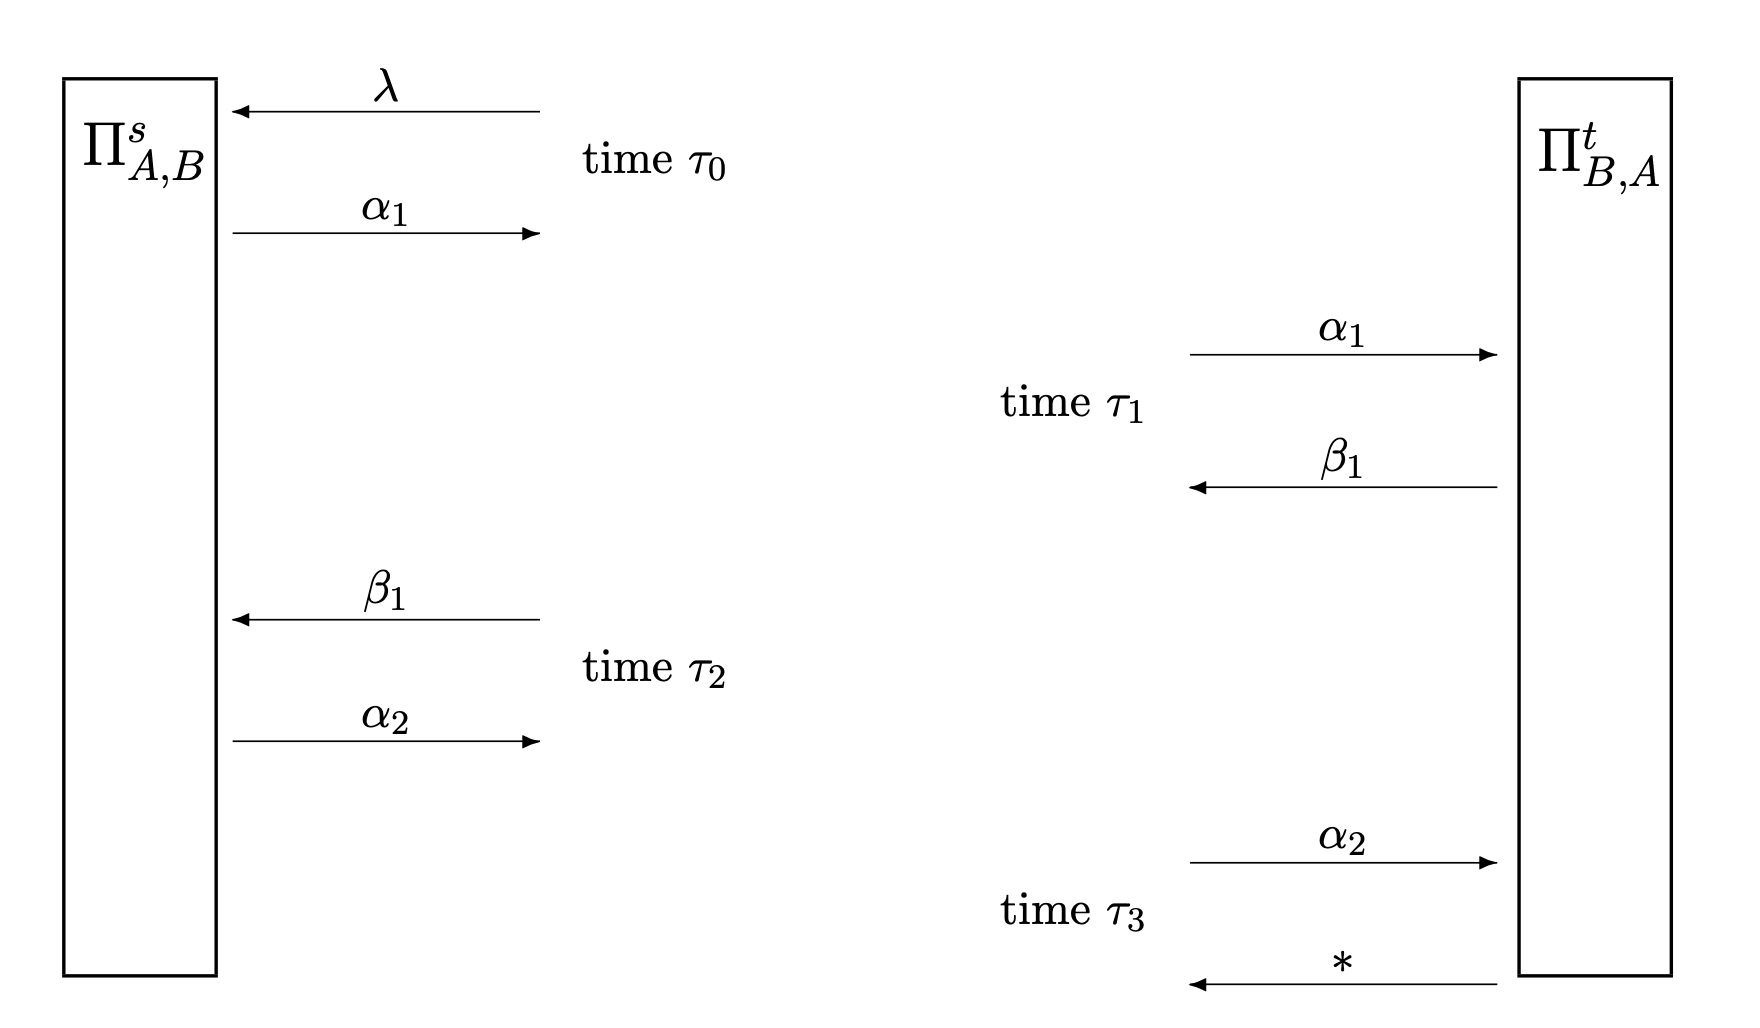 λ
Π^s_{A,B}
Π^t_{B,A}
time τ_0
α_1
α_1
time τ_1
β_1
β_1
time τ_2
α_2
α_2
time τ_3
*